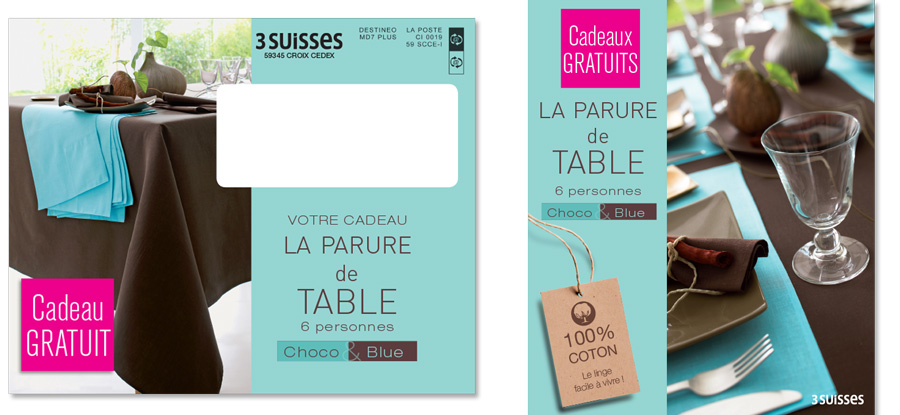 3SUISSES
59345 CROIX CEDEX
DESTINEO
MD7 PLUS
LA POSTE
CI 0019
59 SCCE-I
VOTRE CADEAU
LA PARURE
de
TABLE
6 personnes
Choco & Blue
Cadeau
GRATUIT
Cadeaux
GRATUITS
LA PARURE
de
TABLE
6 personnes
Choco & Blue
100%
COTON
Le linge
facile à vivre !
3SUISSES